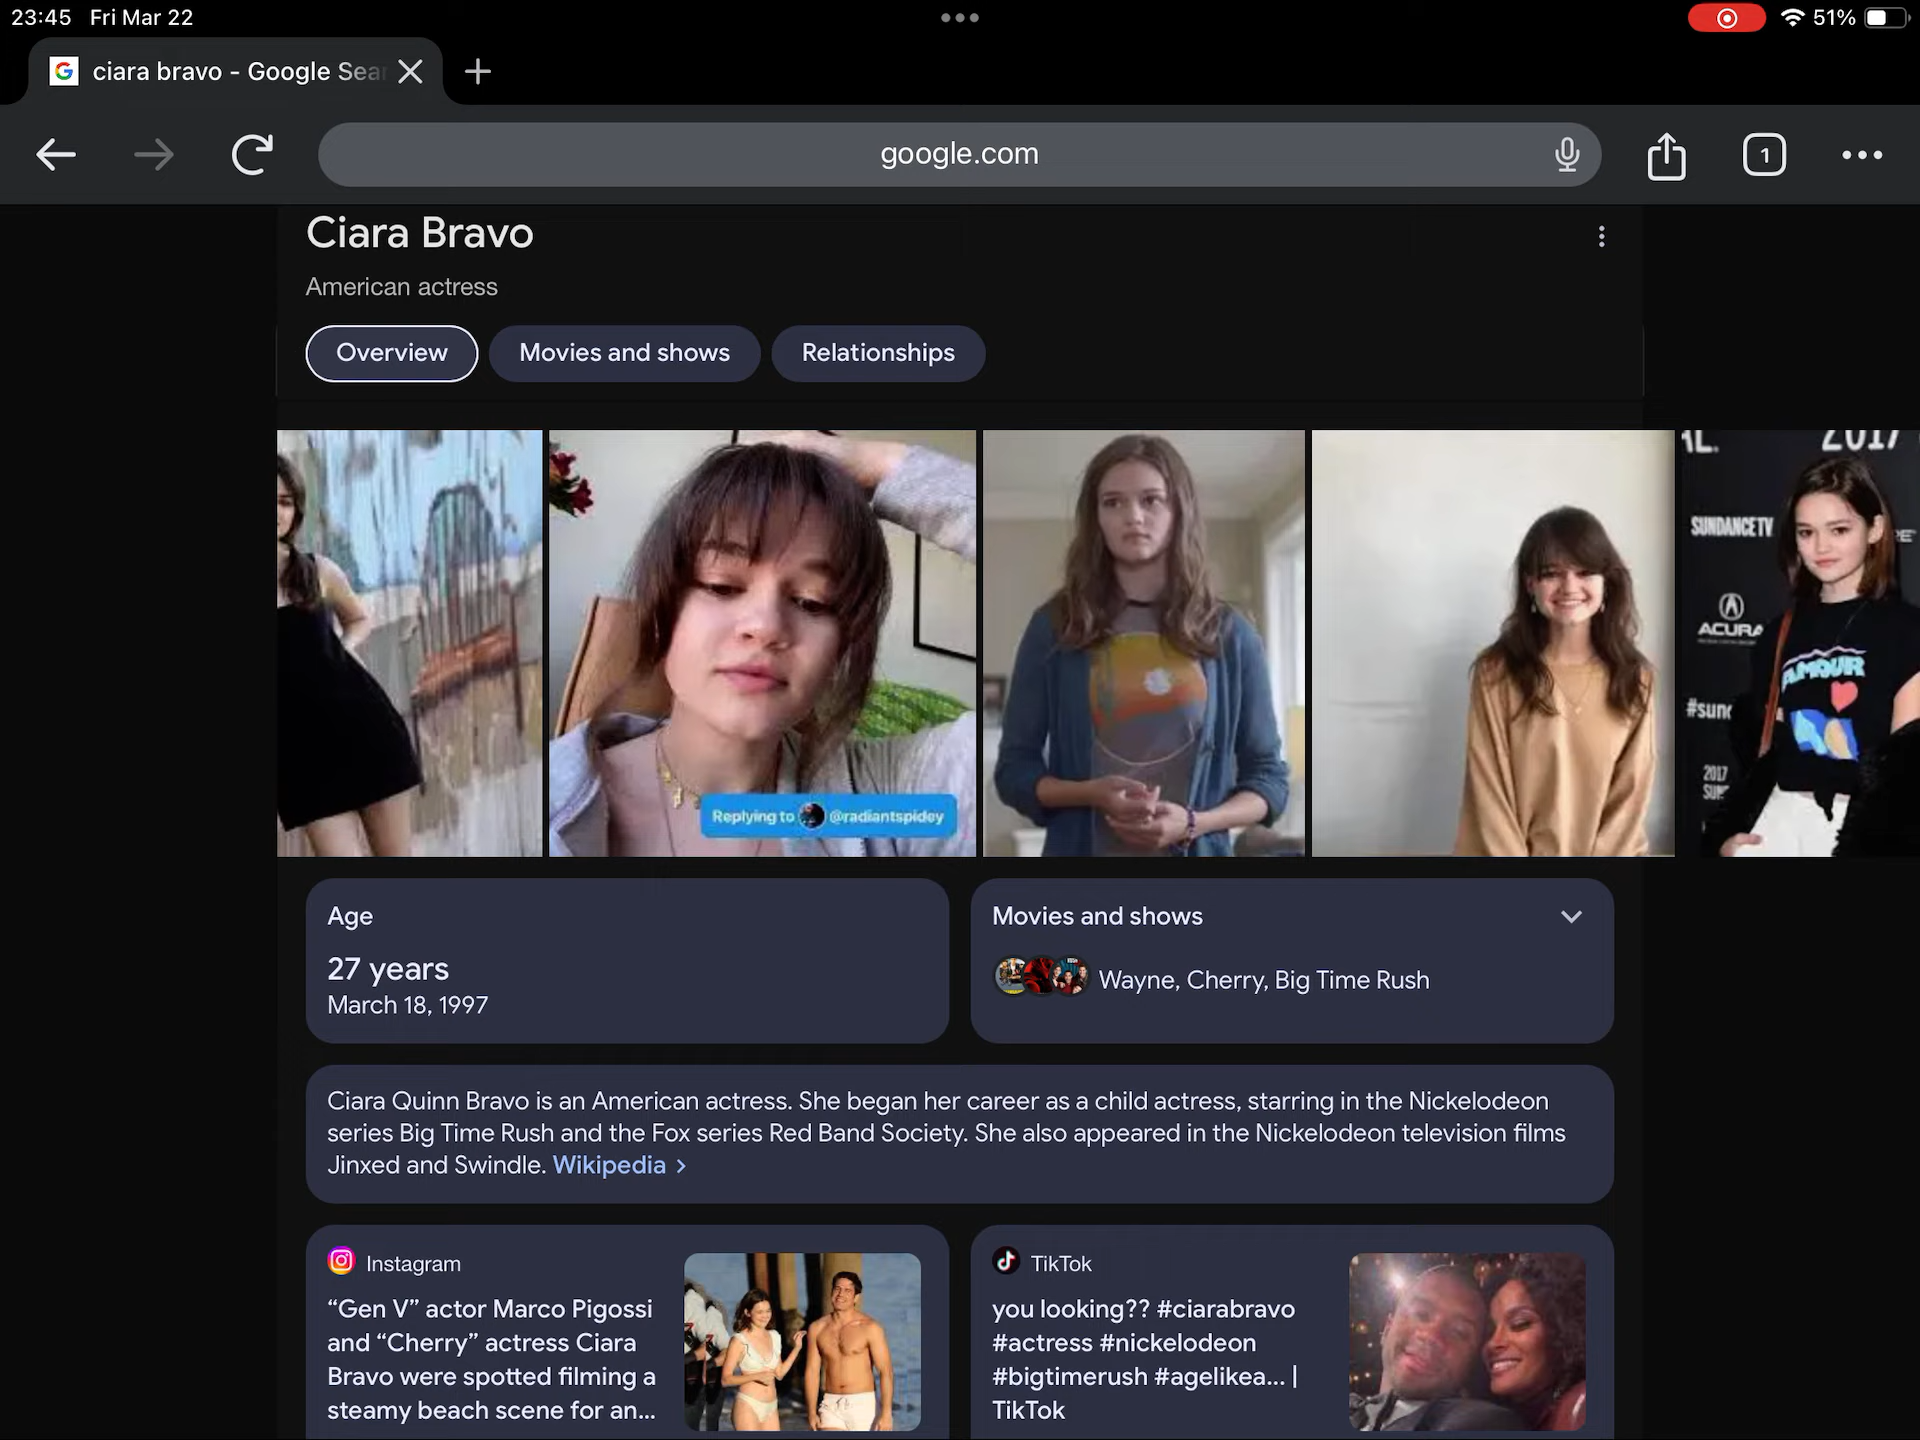 23:45 Fri Mar 22
51%
ciara bravo - Google Sea
google.com
1
Ciara Bravo
American actress
Overview
Movies and shows
Relationships
Replying to @radiantspidey
2017
SUNDANCE TV
ACURA
2017
Age
27 years
March 18, 1997
Movies and shows
Wayne, Cherry, Big Time Rush
Ciara Quinn Bravo is an American actress. She began her career as a child actress, starring in the Nickelodeon
series Big Time Rush and the Fox series Red Band Society. She also appeared in the Nickelodeon television films
Jinxed and Swindle. Wikipedia >
Instagram
“Gen V” actor Marco Pigossi
and “Cherry” actress Ciara
Bravo were spotted filming a
steamy beach scene for an...
TikTok
you looking?? #ciarabravo
#actress #nickelodeon
#bigtimerush #agelikea... |
TikTok